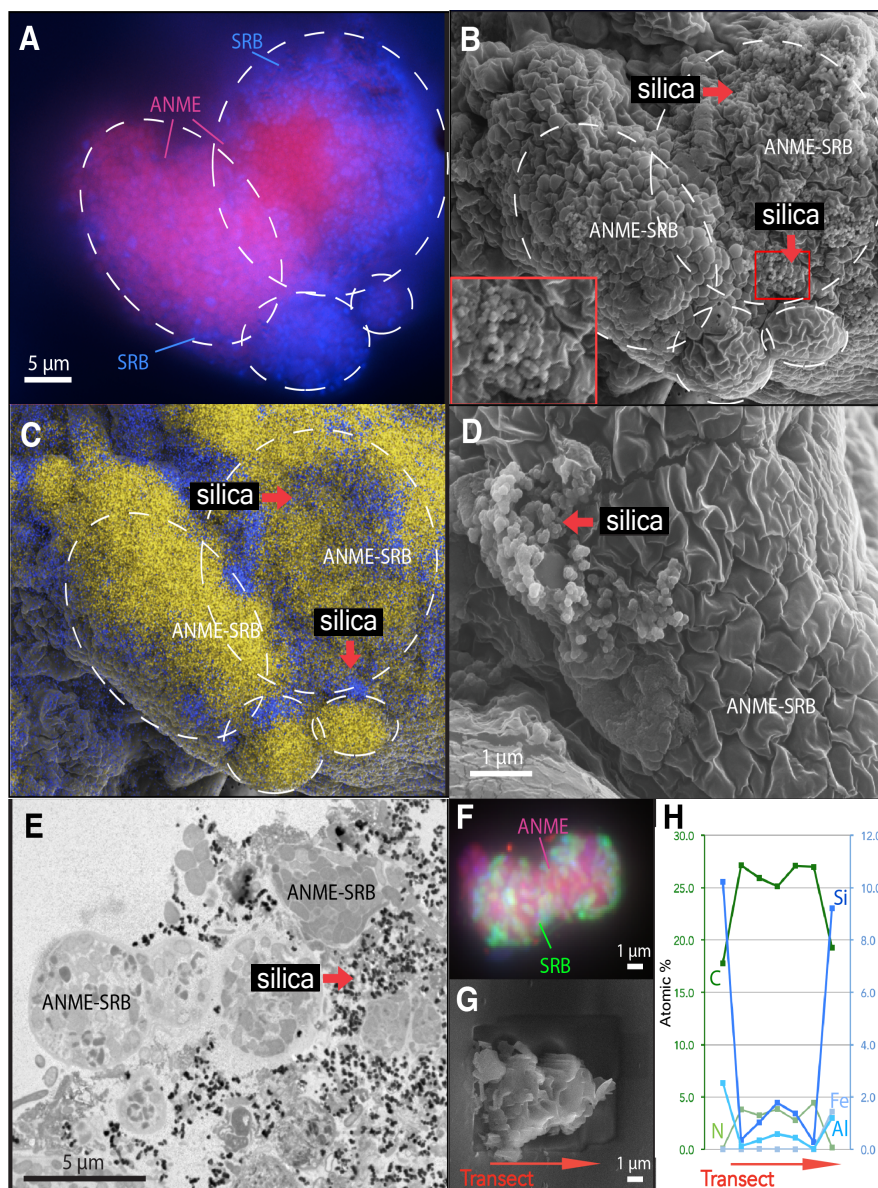 A
SRB
ANME
SRB
5 µm
B
silica
ANME-SRB
silica
ANME-SRB
C
silica
ANME-SRB
silica
ANME-SRB
D
silica
ANME-SRB
1 µm
E
ANME-SRB
silica
ANME-SRB
5 µm
F
ANME
SRB
1 µm
G
Transect
1 µm
H
30.0
25.0
20.0
15.0
10.0
5.0
0.0
Atomic %
12.0
10.0
8.0
6.0
4.0
2.0
0.0
Si
C
N
Fe
Al
Transect